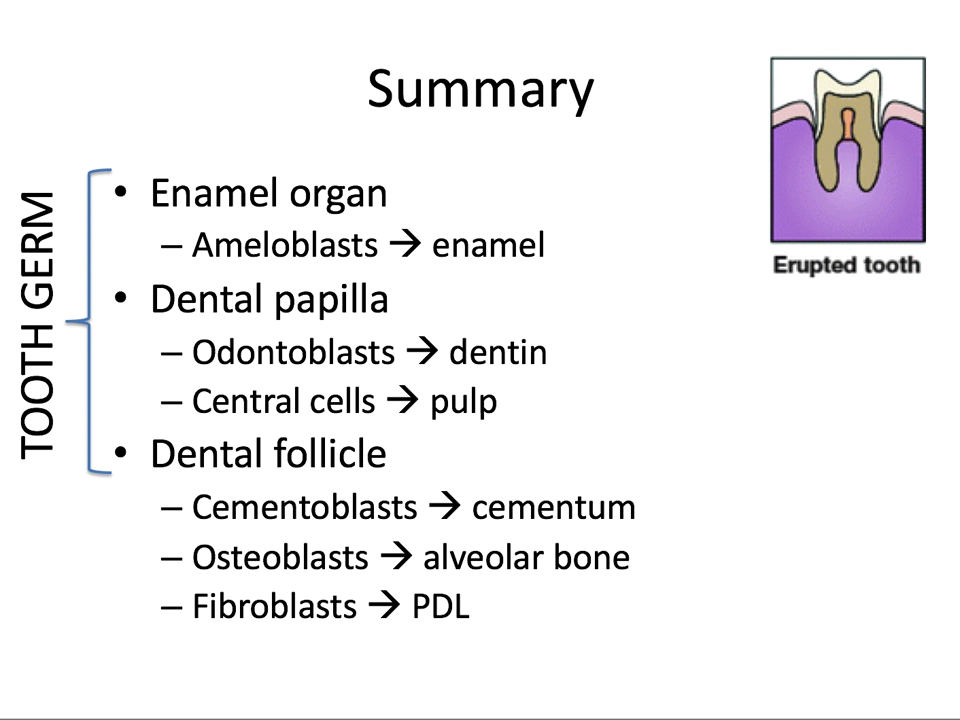 Summary
TOOTH GERM
• Enamel organ
– Ameloblasts → enamel
• Dental papilla
– Odontoblasts → dentin
– Central cells → pulp
• Dental follicle
– Cementoblasts → cementum
– Osteoblasts → alveolar bone
– Fibroblasts → PDL
Erupted tooth